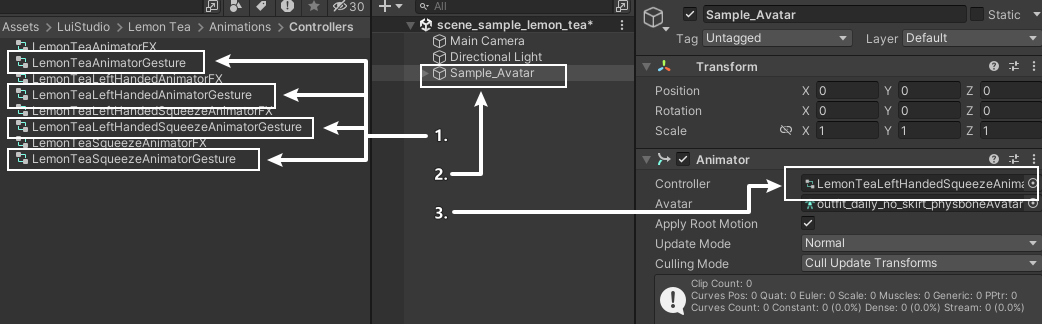 30
Assets > LuiStudio > Lemon Tea > Animations > Controllers
LemonTeaAnimatorFX
LemonTeaAnimatorGesture
LemonTeaLeftHandedAnimatorFX
LemonTeaLeftHandedAnimatorGesture
LemonTeaLeftHandedSqueezeAnimatorFX
LemonTeaLeftHandedSqueezeAnimatorGesture
LemonTeaSqueezeAnimatorFX
LemonTeaSqueezeAnimatorGesture
All
scene_sample_lemon_tea*
Main Camera
Directional Light
Sample_Avatar
1.
2.
3.
Sample_Avatar
Static
Tag Untagged Layer Default
Transform
Position X 0 Y 0 Z 0
Rotation X 0 Y 0 Z 0
Scale X 1 Y 1 Z 1
Animator
Controller LemonTeaLeftHandedSqueezeAnima
Avatar outfit_daily_no_skirt_physboneAvatar
Apply Root Motion
Update Mode Normal
Culling Mode Cull Update Transforms
Clip Count: 0
Curves Pos: 0 Quat: 0 Euler: 0 Scale: 0 Muscles: 0 Generic: 0 PPtr: 0
Curves Count: 0 Constant: 0 (0.0%) Dense: 0 (0.0%) Stream: 0 (0.0%)